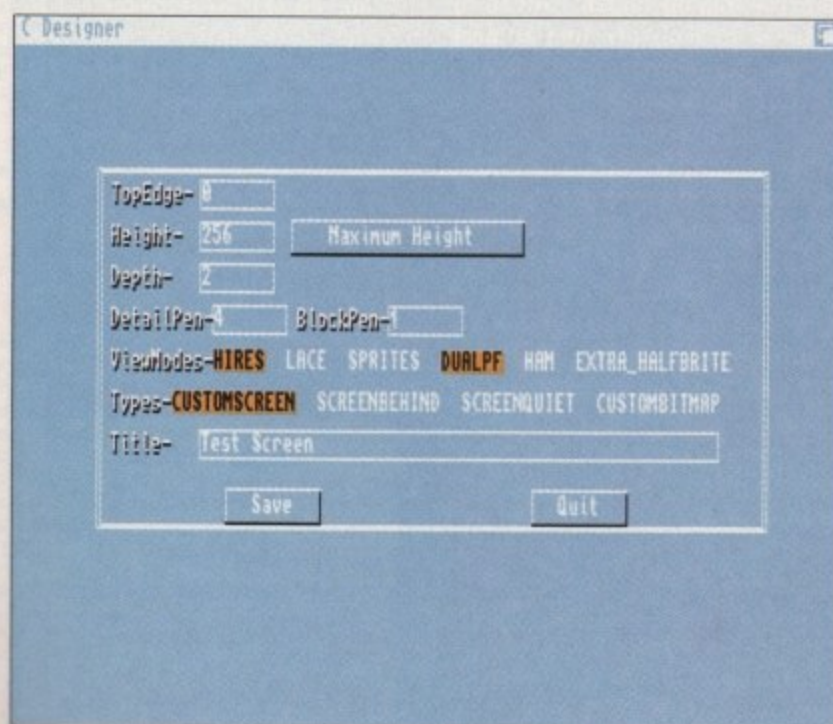 C Designer
TopEdge- 0
Height- 256 Maximum Height
Depth- 2
DetailPen- BlockPen-1
ViewModes-HIRES LACE SPRITES DUALPF HAM EXTRA_HALFBRITE
Types-CUSTOMSCREEN SCREENBEHIND SCREENQUIET CUSTOMBITMAP
Title- Test Screen
Save Quit